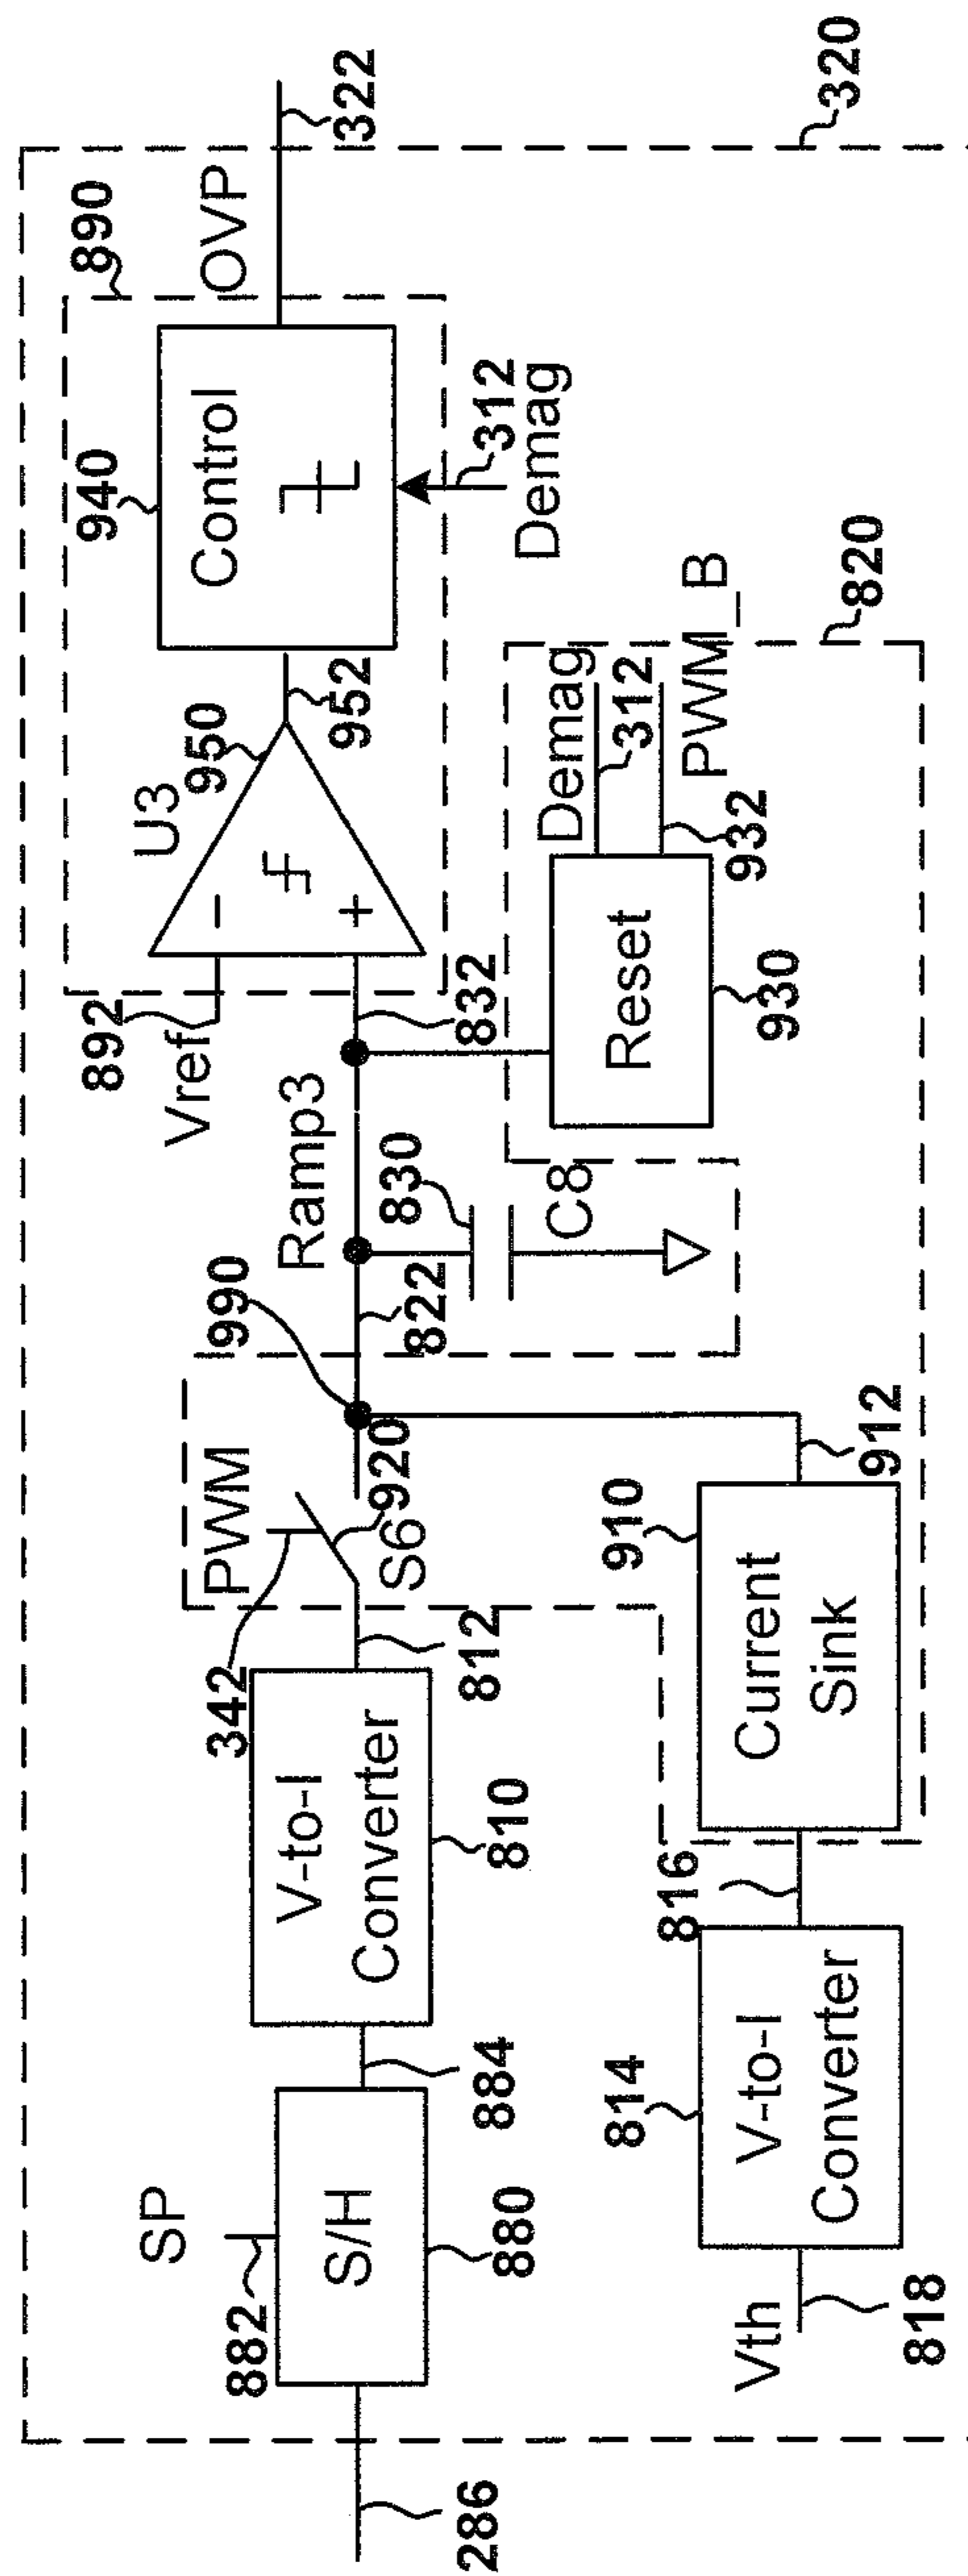 320
322
OVP
890
940
Control
312
Demag
U3
950
952
892
Vref
832
Ramp3
990
822
830
C8
Demag
312
PWM_B
932
Reset
930
820
PWM
342
920
S6
812
V-to-I
Converter
810
884
SP
882
S/H
880
286
910
912
Current
Sink
816
814
V-to-I
Converter
Vth
818
−
+